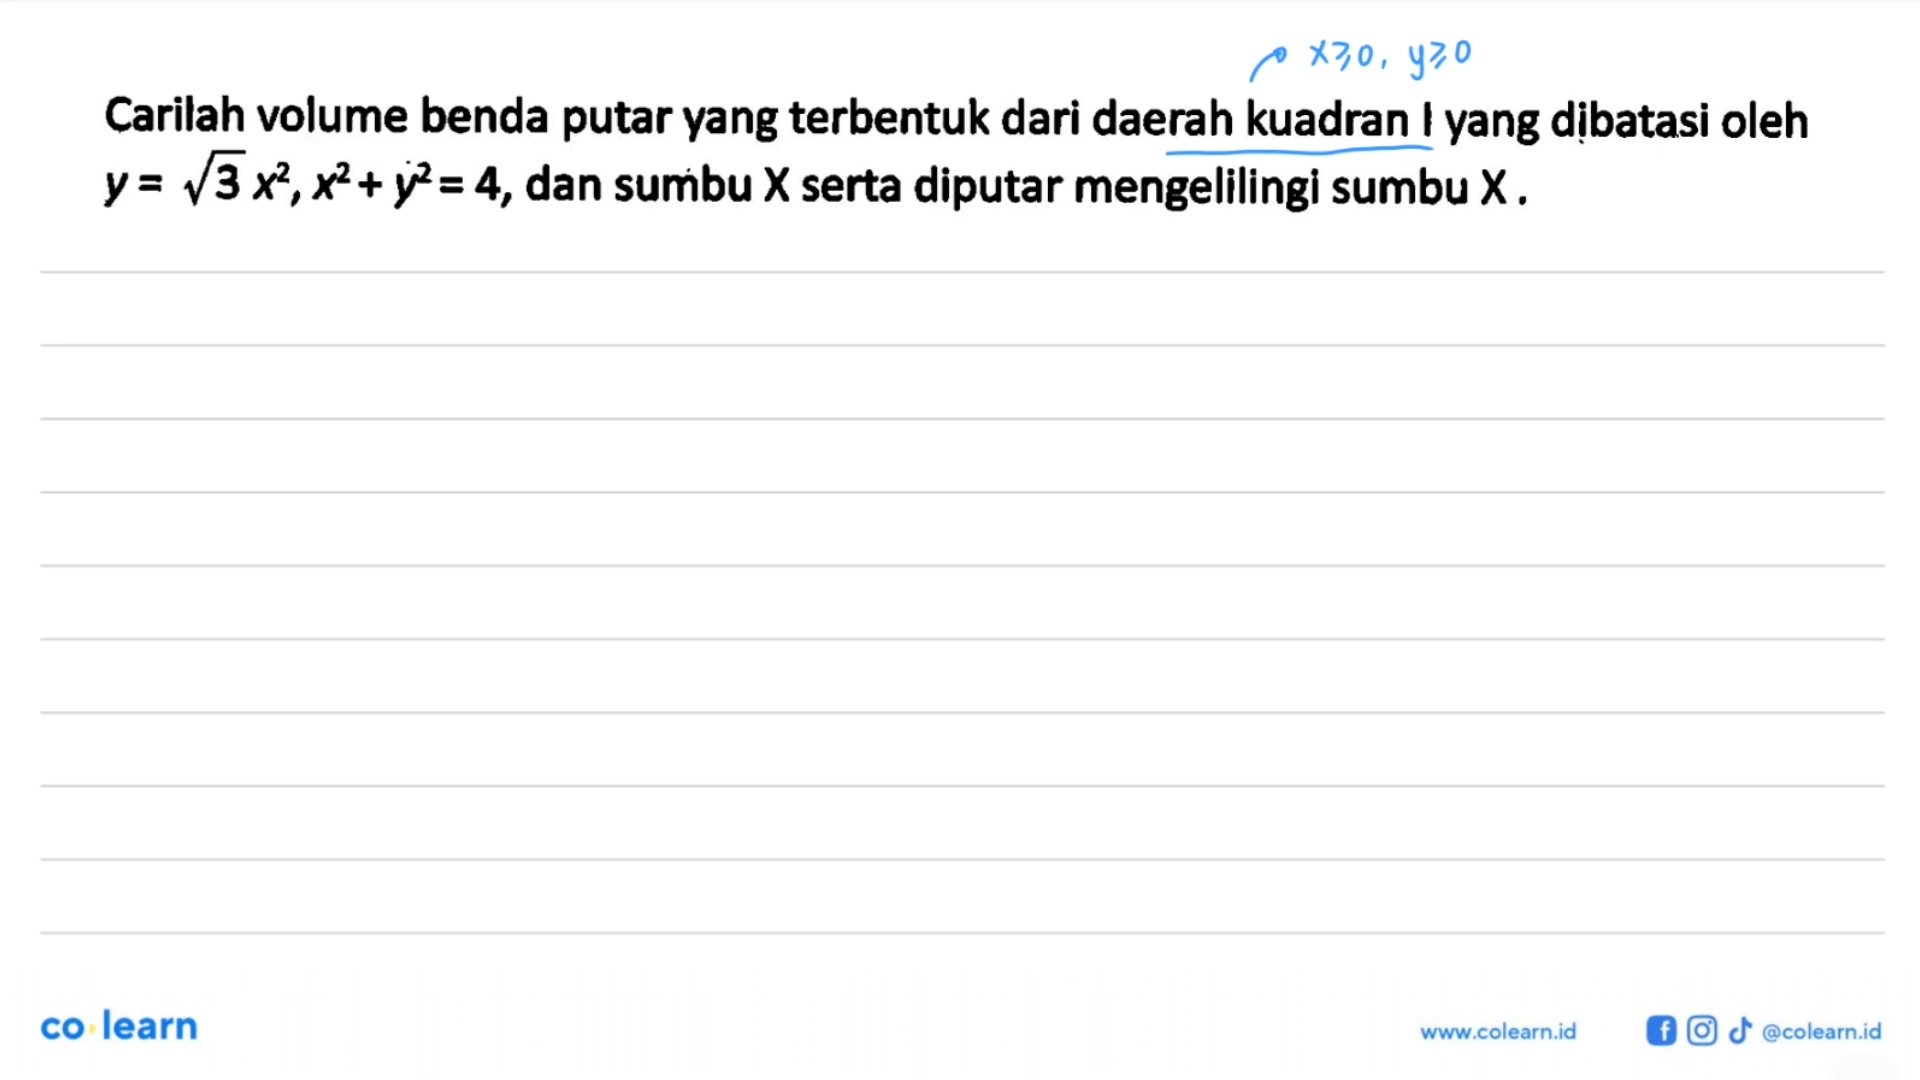 x⩾0, y⩾0
Carilah volume benda putar yang terbentuk dari daerah kuadran I yang dibatasi oleh
y = √3 x², x² + y² = 4, dan sumbu X serta diputar mengelilingi sumbu X .
co learn
www.colearn.id @colearn.id